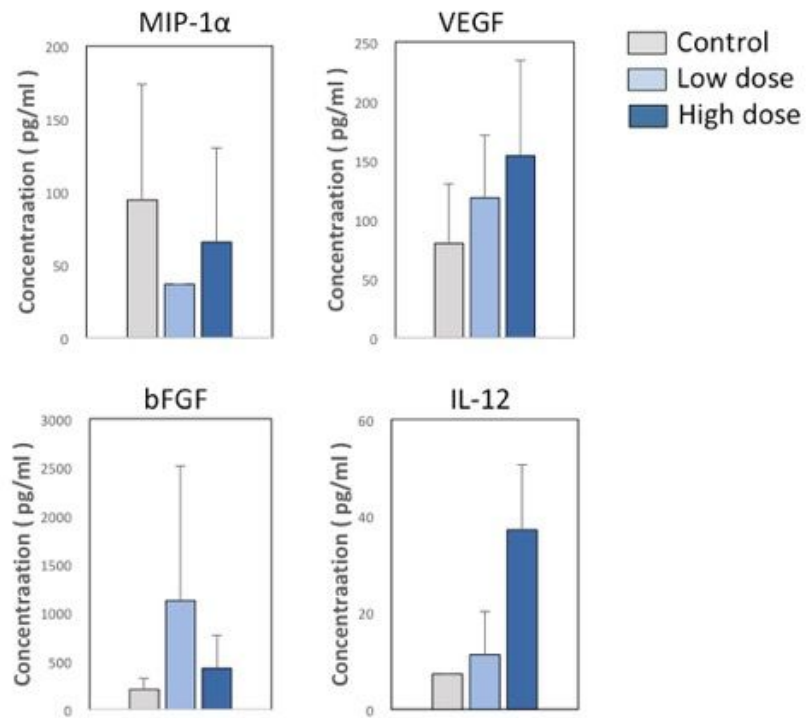 MIP-1α
Concentraation ( pg/ml )
200
150
100
50
0
VEGF
Concentraation ( pg/ml )
250
200
150
100
50
0
Control
Low dose
High dose
bFGF
Concentraation ( pg/ml )
3000
2500
2000
1500
1000
500
0
IL-12
Concentraation ( pg/ml )
60
40
20
0